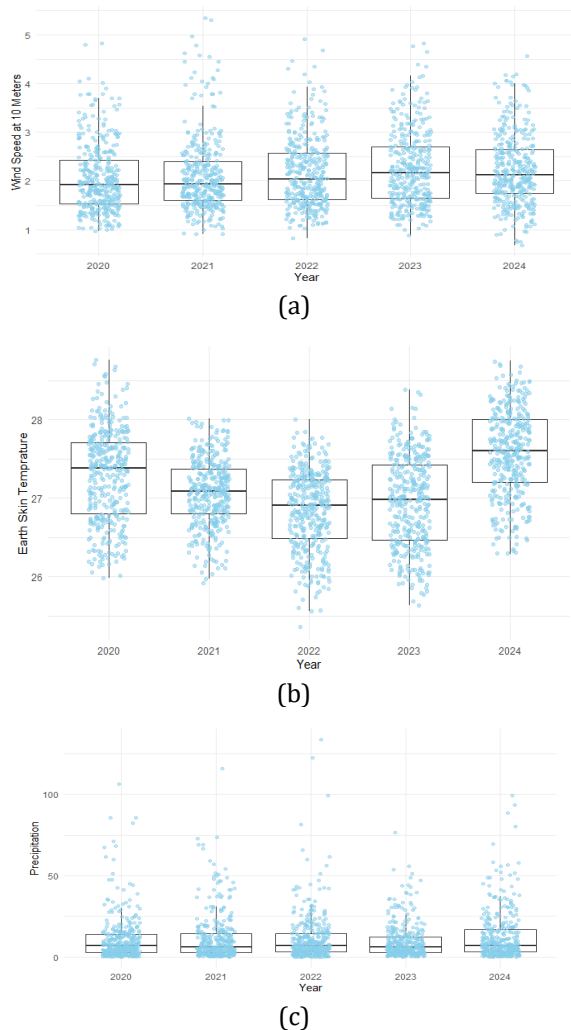 5
4
3
2
1
Wind Speed at 10 Meters
2020 2021 2022 2023 2024
Year
(a)
28
27
26
Earth Skin Temprature
2020 2021 2022 2023 2024
Year
(b)
100
50
0
Precipitation
2020 2021 2022 2023 2024
Year
(c)